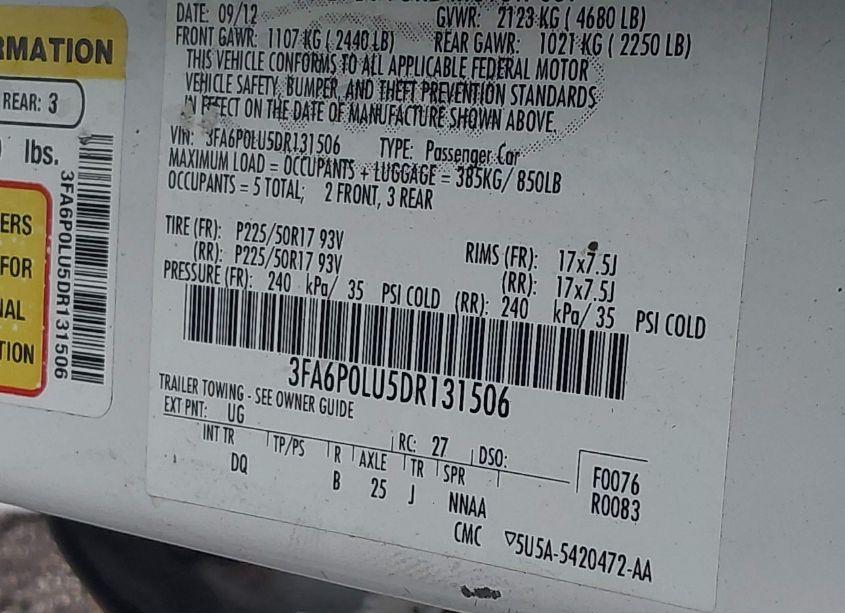 RMATION
REAR: 3
lbs.
3FA6P0LU5DR131506
ERS
FOR
TION
DATE: 09/12
GVWR: 2123 KG ( 4680 LB)
FRONT GAWR: 1107 KG ( 2440 LB) REAR GAWR: 1021 KG ( 2250 LB)
THIS VEHICLE CONFORMS TO ALL APPLICABLE FEDERAL MOTOR
VEHICLE SAFETY, BUMPER, AND THEFT PREVENTION STANDARDS
IN EFFECT ON THE DATE OF MANUFACTURE SHOWN ABOVE.
VIN: 3FA6P0LU5DR131506 TYPE: Passenger Car
MAXIMUM LOAD = OCCUPANTS + LUGGAGE = 385KG/ 850LB
OCCUPANTS = 5 TOTAL; 2 FRONT, 3 REAR
TIRE (FR): P225/50R17 93V RIMS (FR): 17x7.5J
(RR): P225/50R17 93V (RR): 17x7.5J
PRESSURE (FR): 240 kPa/ 35 PSI COLD (RR): 240 kPa/ 35 PSI COLD
3FA6P0LU5DR131506
TRAILER TOWING - SEE OWNER GUIDE
EXT PNT: UG RC: 27 DSO:
INT TR TP/PS R AXLE TR SPR F0076
DQ B 25 J NNAA R0083
CMC ▽5U5A-5420472-AA